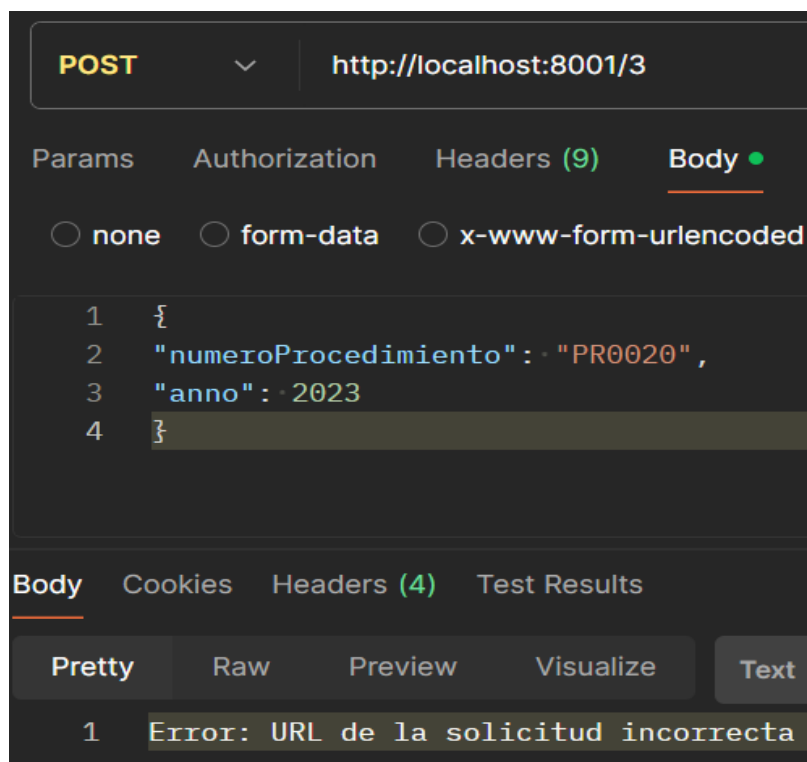 POST http://localhost:8001/3
Params Authorization Headers (9) Body
none form-data x-www-form-urlencoded
1 {
2 "numeroProcedimiento": "PR0020",
3 "anno": 2023
4 }
Body Cookies Headers (4) Test Results
Pretty Raw Preview Visualize Text
1 Error: URL de la solicitud incorrecta